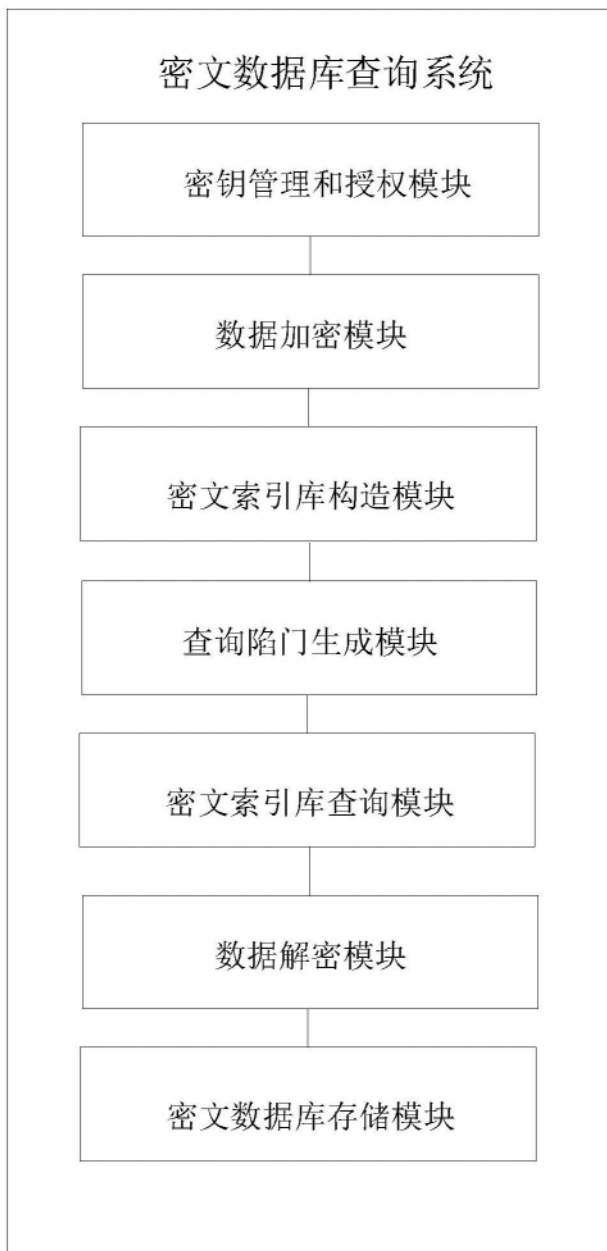 密文数据库查询系统
密钥管理和授权模块
数据加密模块
密文索引库构造模块
查询陷门生成模块
密文索引库查询模块
数据解密模块
密文数据库存储模块